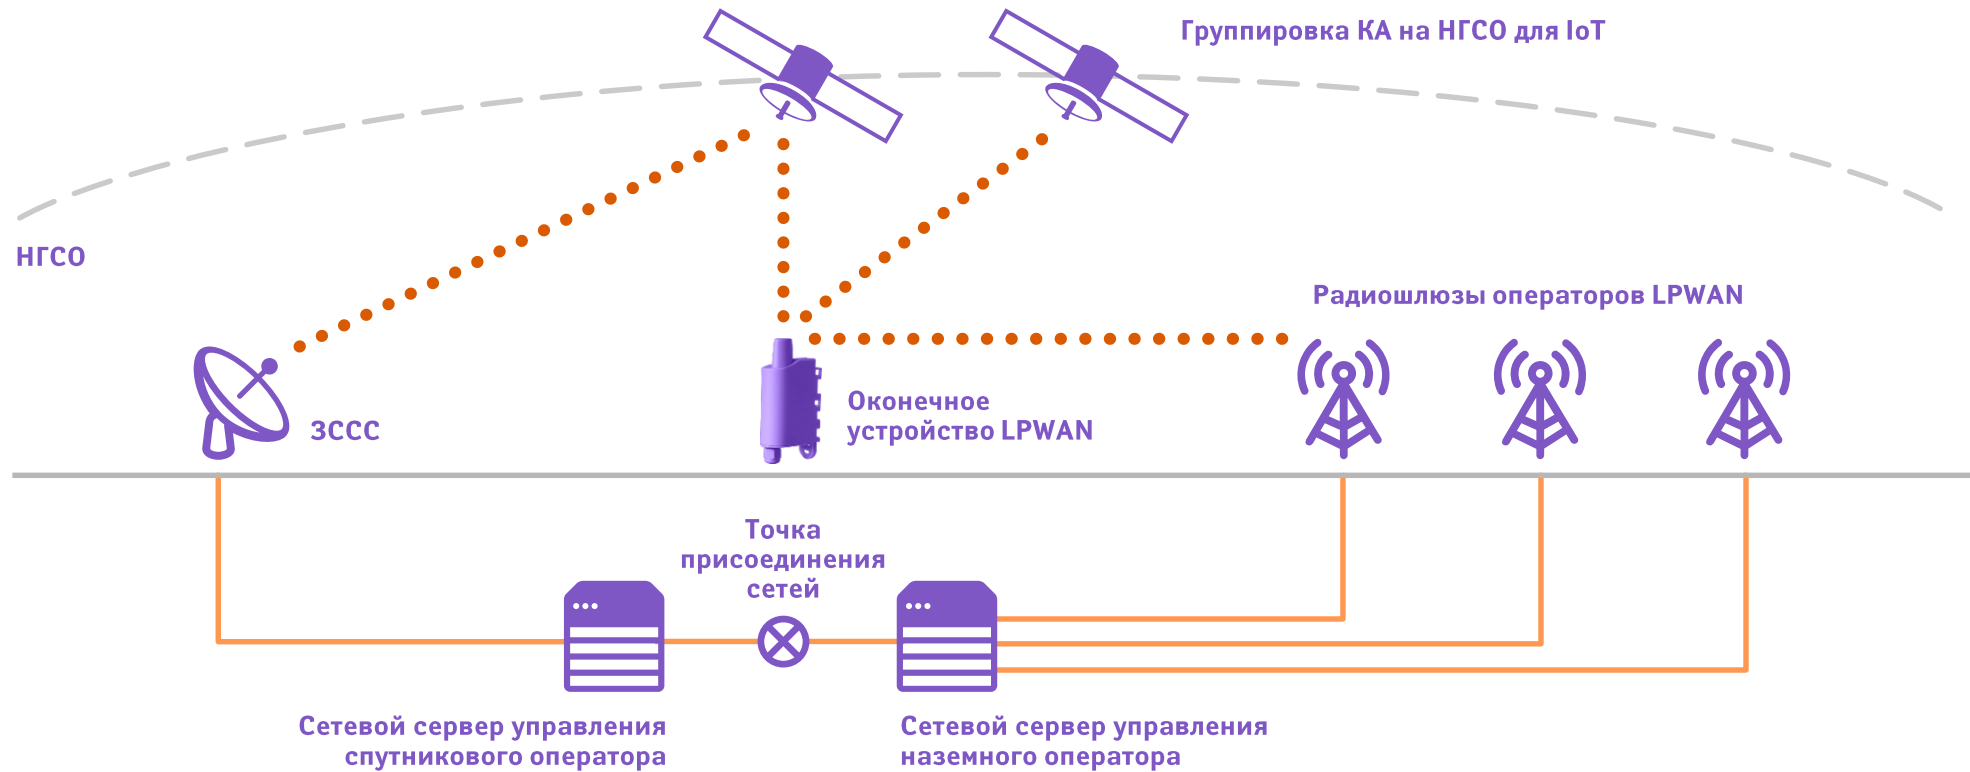 Группировка КА на НГСО для IoT
НГСО
Радиошлюзы операторов LPWAN
ЗССС
Оконечное
устройство LPWAN
Точка
присоединения
сетей
Сетевой сервер управления
спутникового оператора
Сетевой сервер управления
наземного оператора